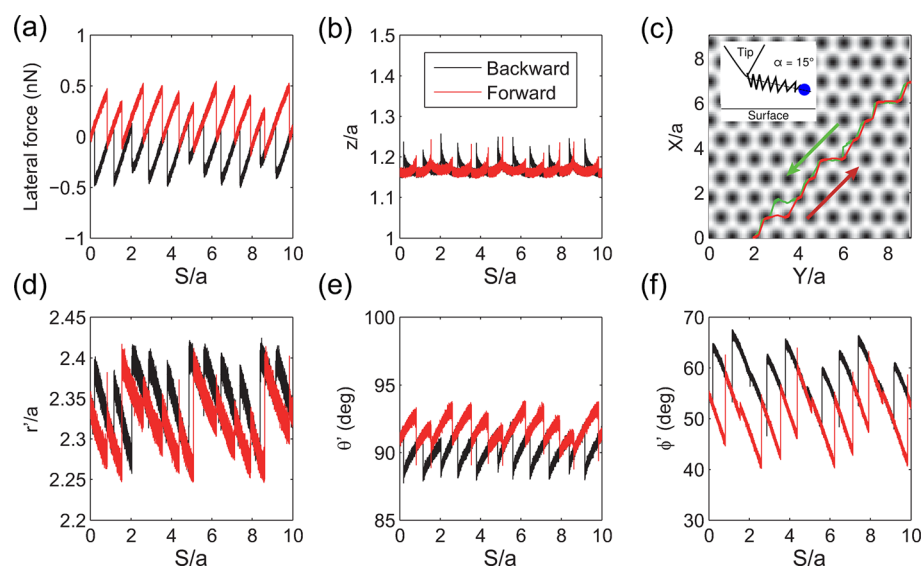 (a)
1
0.5
0
-0.5
-1
Lateral force (nN)
0 2 4 6 8 10
S/a
(b)
1.5
1.4
1.3
1.2
1.1
1
z/a
Backward
Forward
0 2 4 6 8 10
S/a
(c)
8
6
4
2
0
X/a
Tip
α = 15°
Surface
0 2 4 6 8
Y/a
(d)
2.45
2.4
2.35
2.3
2.25
2.2
r'/a
0 2 4 6 8 10
S/a
(e)
100
95
90
85
θ' (deg)
0 2 4 6 8 10
S/a
(f)
70
60
50
40
30
ϕ' (deg)
0 2 4 6 8 10
S/a